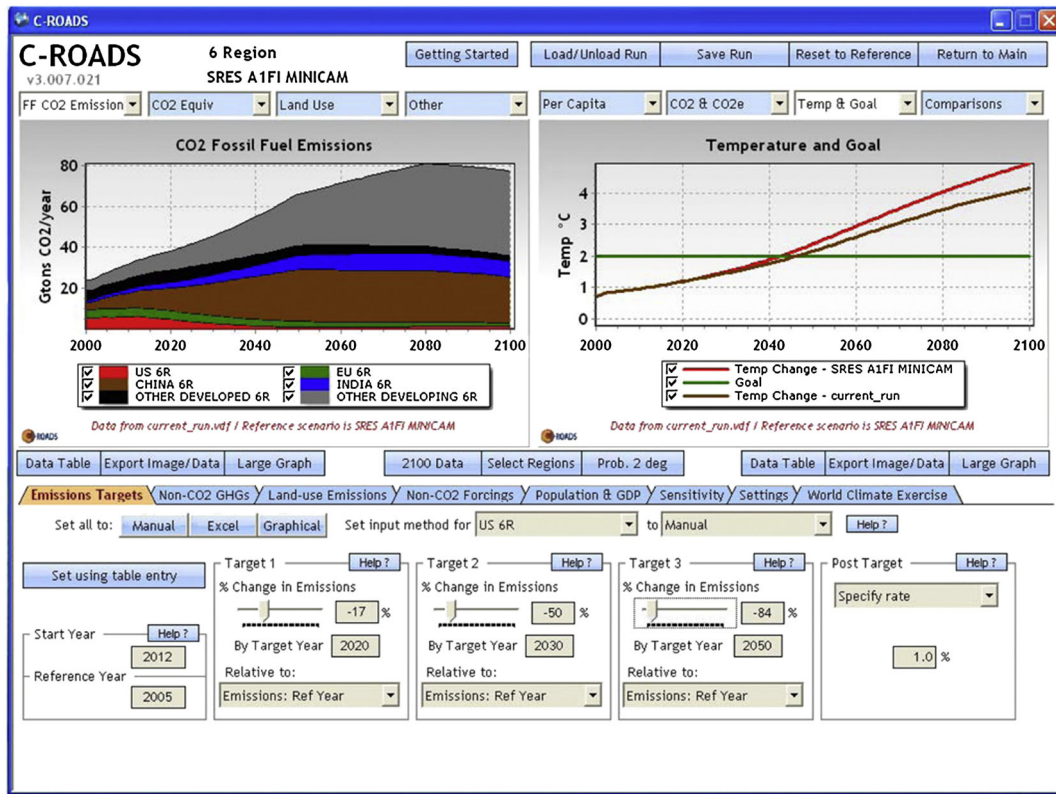 C-ROADS
C-ROADS
v3.007.021
6 Region
SRES A1FI MINICAM
Getting Started
Load/Unload Run
Save Run
Reset to Reference
Return to Main
FF CO2 Emission
CO2 Equiv
Land Use
Other
Per Capita
CO2 & CO2e
Temp & Goal
Comparisons
CO2 Fossil Fuel Emissions
Gtons CO2/year
80
60
40
20
2000 2020 2040 2060 2080 2100
US 6R
EU 6R
CHINA 6R
INDIA 6R
OTHER DEVELOPED 6R
OTHER DEVELOPING 6R
Data from current_run.vdf / Reference scenario is SRES A1FI MINICAM
C-ROADS
Temperature and Goal
Temp °C
4
3
2
1
0
2000 2020 2040 2060 2080 2100
Temp Change - SRES A1FI MINICAM
Goal
Temp Change - current_run
Data from current_run.vdf / Reference scenario is SRES A1FI MINICAM
C-ROADS
Data Table
Export Image/Data
Large Graph
2100 Data
Select Regions
Prob. 2 deg
Data Table
Export Image/Data
Large Graph
Emissions Targets
Non-CO2 GHGs
Land-use Emissions
Non-CO2 Forcings
Population & GDP
Sensitivity
Settings
World Climate Exercise
Set all to:
Manual
Excel
Graphical
Set input method for
US 6R
to
Manual
Help ?
Set using table entry
Start Year
Help ?
2012
Reference Year
2005
Target 1
Help ?
% Change in Emissions
-17 %
By Target Year 2020
Relative to:
Emissions: Ref Year
Target 2
Help ?
% Change in Emissions
-50 %
By Target Year 2030
Relative to:
Emissions: Ref Year
Target 3
Help ?
% Change in Emissions
-84 %
By Target Year 2050
Relative to:
Emissions: Ref Year
Post Target
Help ?
Specify rate
1.0 %